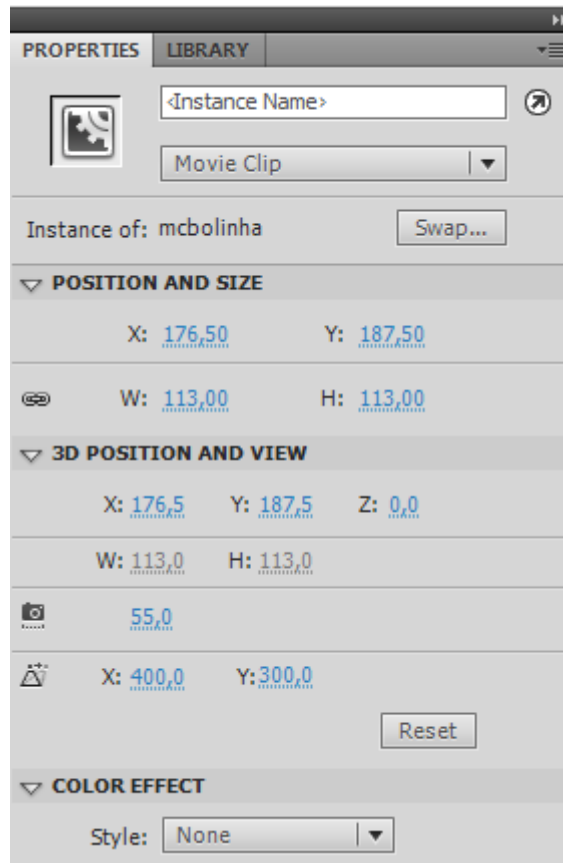 PROPERTIES LIBRARY
<Instance Name>
Movie Clip
Instance of: mcbolinha Swap...
POSITION AND SIZE
X: 176,50 Y: 187,50
W: 113,00 H: 113,00
3D POSITION AND VIEW
X: 176,5 Y: 187,5 Z: 0,0
W: 113,0 H: 113,0
55,0
X: 400,0 Y: 300,0
Reset
COLOR EFFECT
Style: None